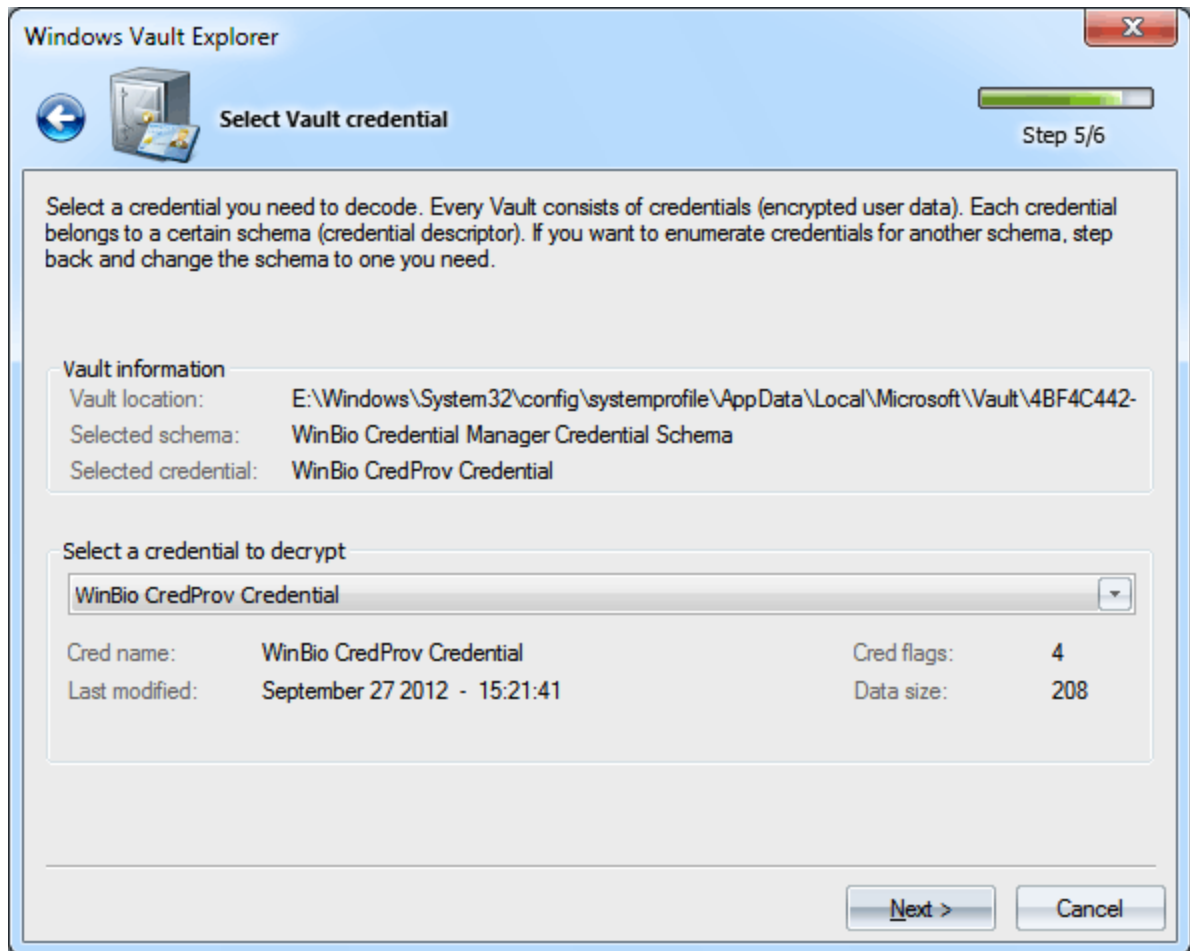 Windows Vault Explorer
X
Select Vault credential
Step 5/6
Select a credential you need to decode. Every Vault consists of credentials (encrypted user data). Each credential
belongs to a certain schema (credential descriptor). If you want to enumerate credentials for another schema, step
back and change the schema to one you need.
Vault information
Vault location: E:\Windows\System32\config\systemprofile\AppData\Local\Microsoft\Vault\4BF4C442-
Selected schema: WinBio Credential Manager Credential Schema
Selected credential: WinBio CredProv Credential
Select a credential to decrypt
WinBio CredProv Credential
Cred name: WinBio CredProv Credential Cred flags: 4
Last modified: September 27 2012 - 15:21:41 Data size: 208
Next > Cancel